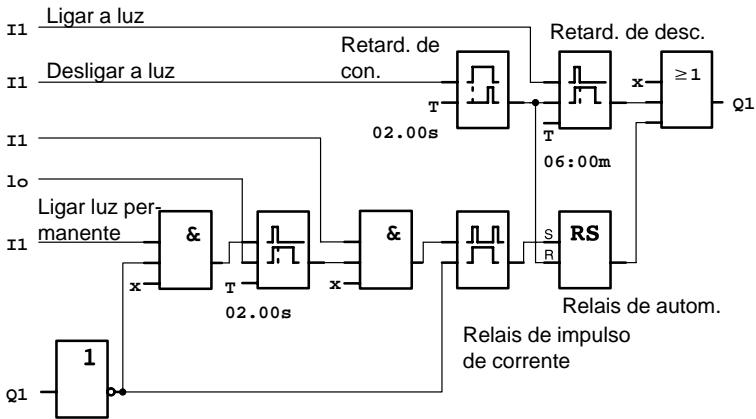 I1 Ligar a luz
Retard. de desc.
Retard. de
con.
I1 Desligar a luz
x ≥1
T Q1
02.00s
T
06:00m
I1
lo
Ligar luz per-
manente
I1
& & S RS
R
x T x
02.00s
Relais de autom.
Relais de impulso
de corrente
1
Q1